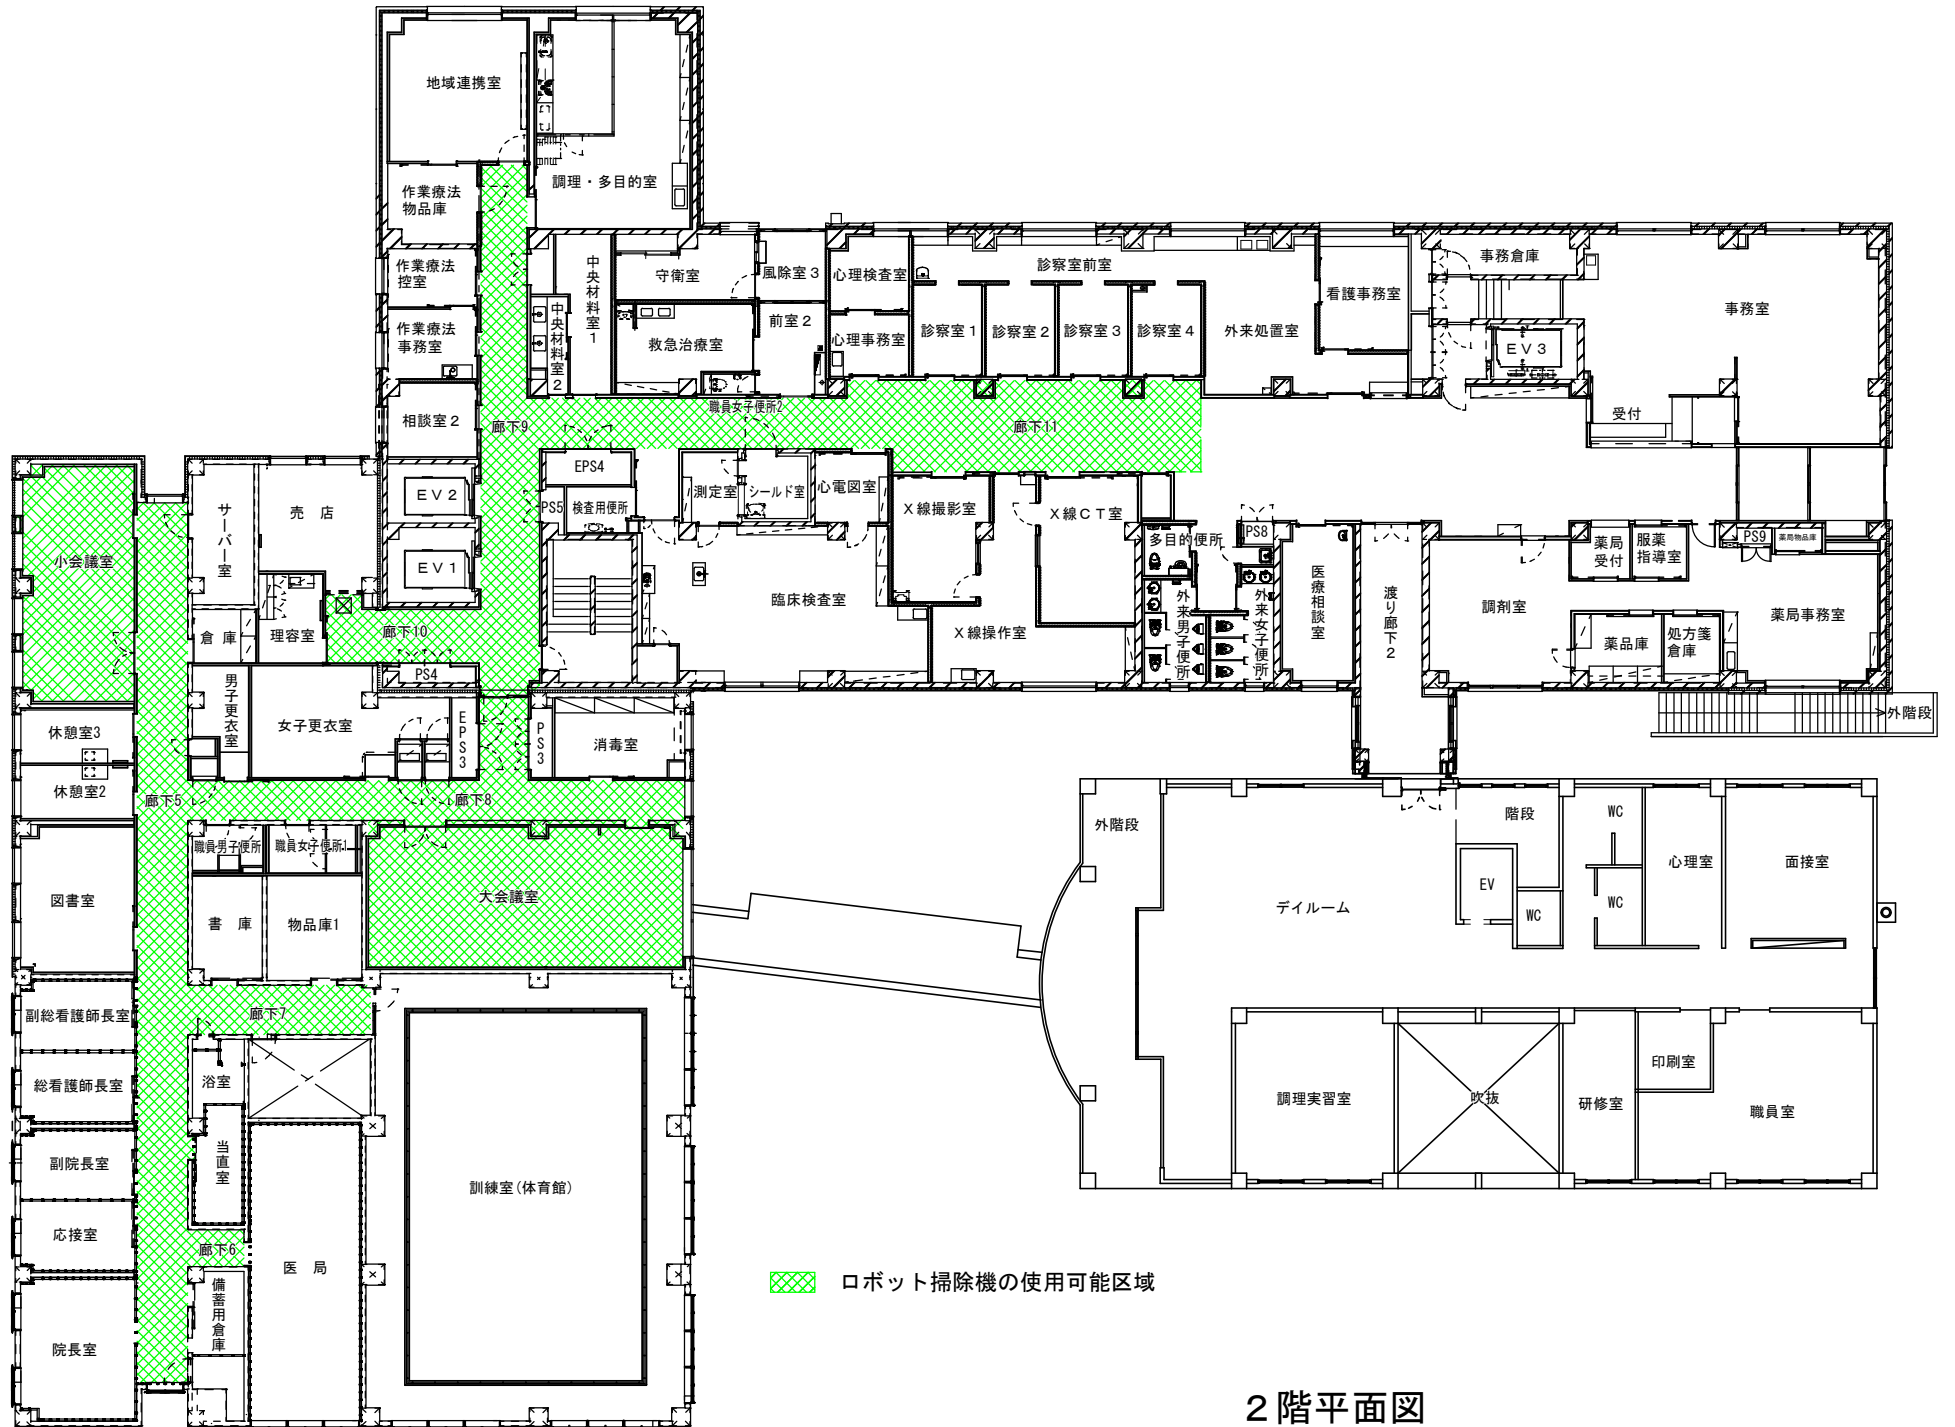 地域連携室
調理・多目的室
作業療法
物品庫
作業療法
控室
作業療法
事務室
相談室２
中央材料室１
中央材料室２
守衛室
風除室３
救急治療室
前室２
職員女子便所2
心理検査室
心理事務室
診察室前室
診察室１
診察室２
診察室３
診察室４
外来処置室
看護事務室
事務倉庫
ＥＶ３
事務室
受付
廊下9
廊下11
EPS4
PS5
検査用便所
測定室
シールド室
心電図室
Ｘ線撮影室
Ｘ線ＣＴ室
Ｘ線操作室
臨床検査室
多目的便所
PS8
外来男子便所
外来女子便所
医療相談室
渡り廊下２
調剤室
薬局
受付
服薬
指導室
PS9
薬局物品庫
薬品庫
処方箋
倉庫
薬局事務室
外階段
小会議室
サーバー室
売　店
ＥＶ２
ＥＶ１
倉　庫
理容室
廊下10
PS4
男子更衣室
女子更衣室
EPS3
PS3
消毒室
休憩室3
休憩室2
廊下5
廊下8
図書室
職員男子便所
職員女子便所1
書　庫
物品庫1
大会議室
副総看護師長室
総看護師長室
副院長室
応接室
院長室
廊下7
浴室
当直室
廊下6
備蓄用倉庫
医　局
訓練室(体育館)
外階段
デイルーム
階段
EV
WC
WC
WC
心理室
面接室
調理実習室
吹抜
研修室
印刷室
職員室
ロボット掃除機の使用可能区域
２階平面図